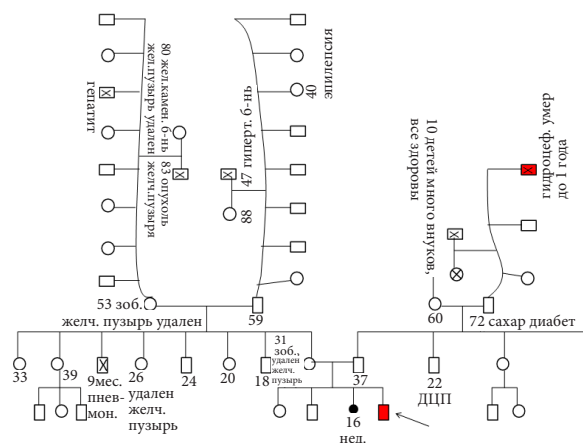 гепатит
80 жел.камен. б-нь
жел.пузырь удален
83 опухоль
желч.пузыря
47 гиперт. б-нь
88
эпилепсия
40
10 детей много внуков,
все здоровы
гидроцеф. умер
до 1 года
53 зоб.,
желч. пузырь удален
59
60
72 сахар диабет
33
39
9мес.
пнев-
мон.
26
удален
желч.
пузырь
24
20
18
31
зоб.,
удален
желч.
пузырь
37
22
ДЦП
16
нед.